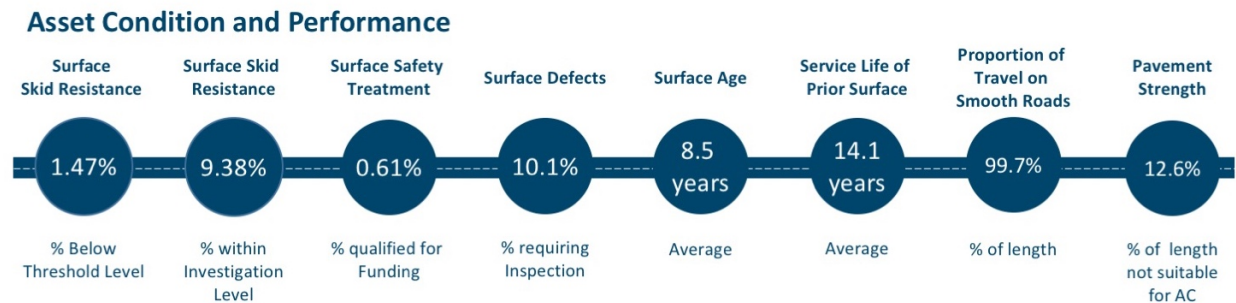 Asset Condition and Performance
Surface
Skid Resistance
Surface Skid
Resistance
Surface Safety
Treatment
Surface Defects
Surface Age
Service Life of
Prior Surface
Proportion of
Travel on
Smooth Roads
Pavement
Strength
1.47%
9.38%
0.61%
10.1%
8.5
years
14.1
years
99.7%
12.6%
% Below
Threshold Level
% within
Investigation
Level
% qualified for
Funding
% requiring
Inspection
Average
Average
% of length
% of length
not suitable
for AC